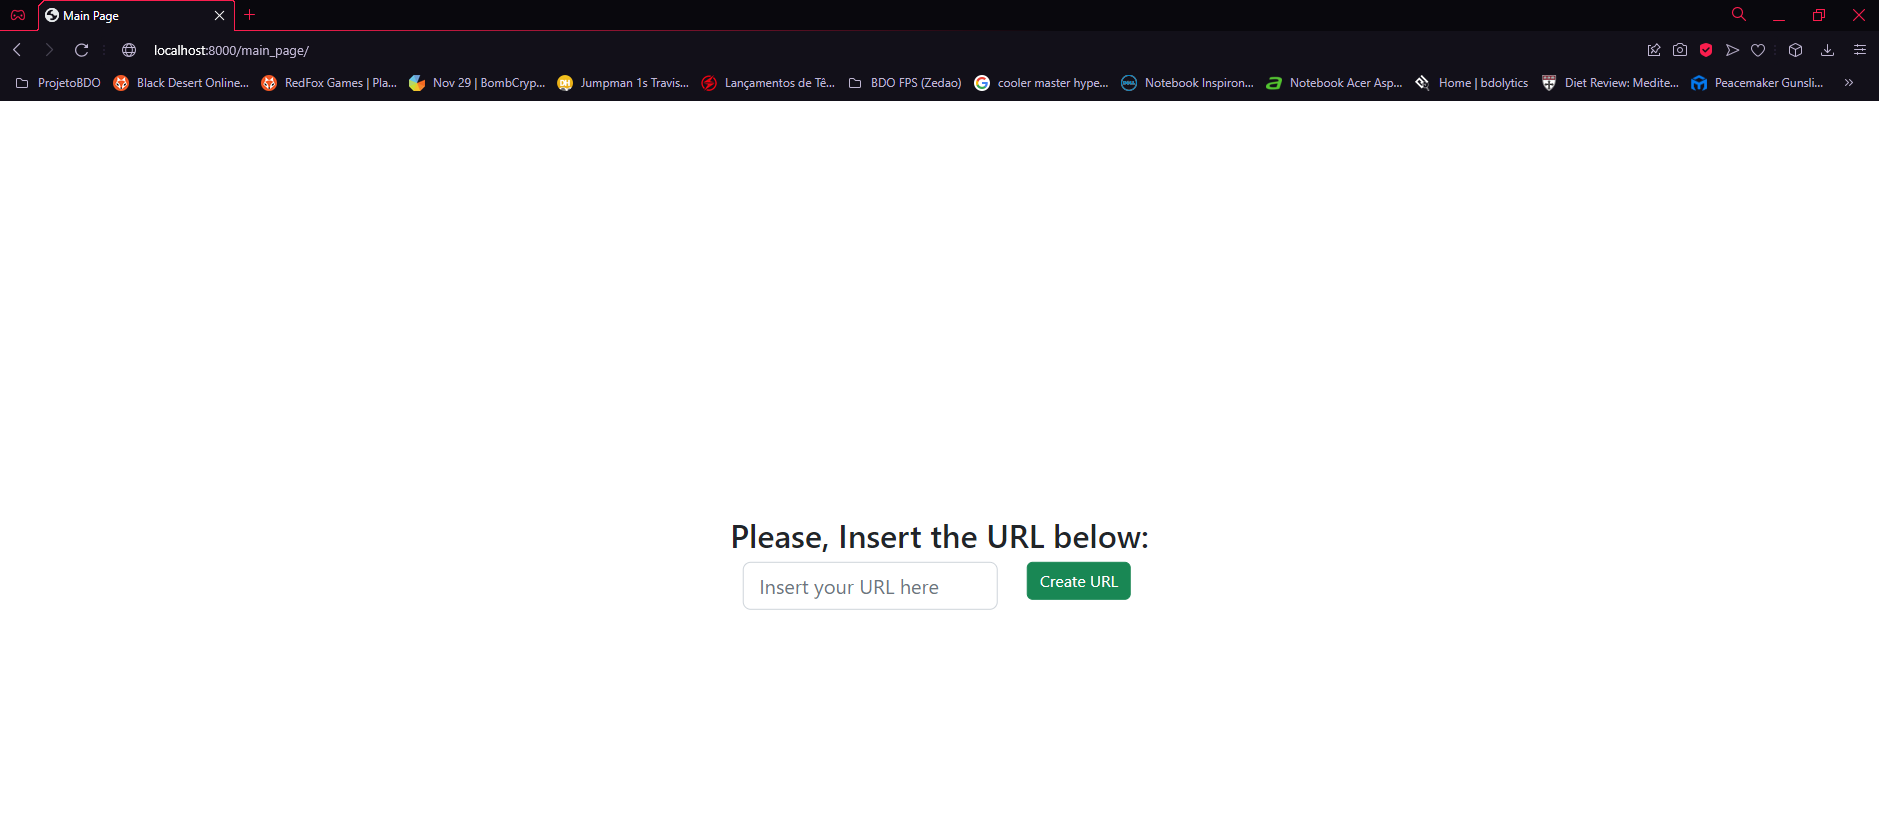 Main Page
localhost:8000/main_page/
ProjetoBDO Black Desert Online... RedFox Games | Pla... Nov 29 | BombCryp... Jumpman 1s Travis... Lançamentos de Tê... BDO FPS (Zedao) cooler master hype... Notebook Inspiron... Notebook Acer Asp... Home | bdolytics Diet Review: Medite... Peacemaker Gunsli...
Please, Insert the URL below:
Insert your URL here Create URL